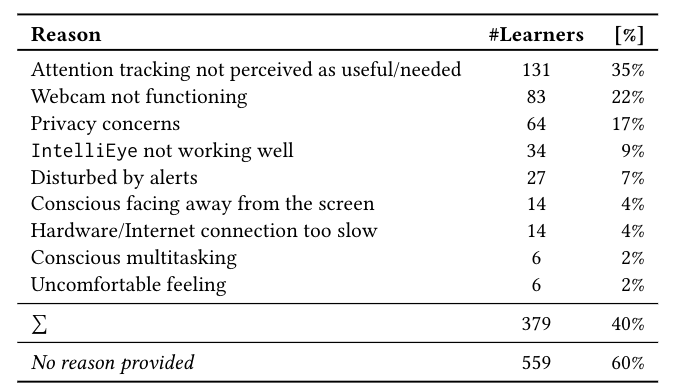 Reason #Learners [%]
Attention tracking not perceived as useful/needed 131 35%
Webcam not functioning 83 22%
Privacy concerns 64 17%
IntelliEye not working well 34 9%
Disturbed by alerts 27 7%
Conscious facing away from the screen 14 4%
Hardware/Internet connection too slow 14 4%
Conscious multitasking 6 2%
Uncomfortable feeling 6 2%
∑ 379 40%
No reason provided 559 60%